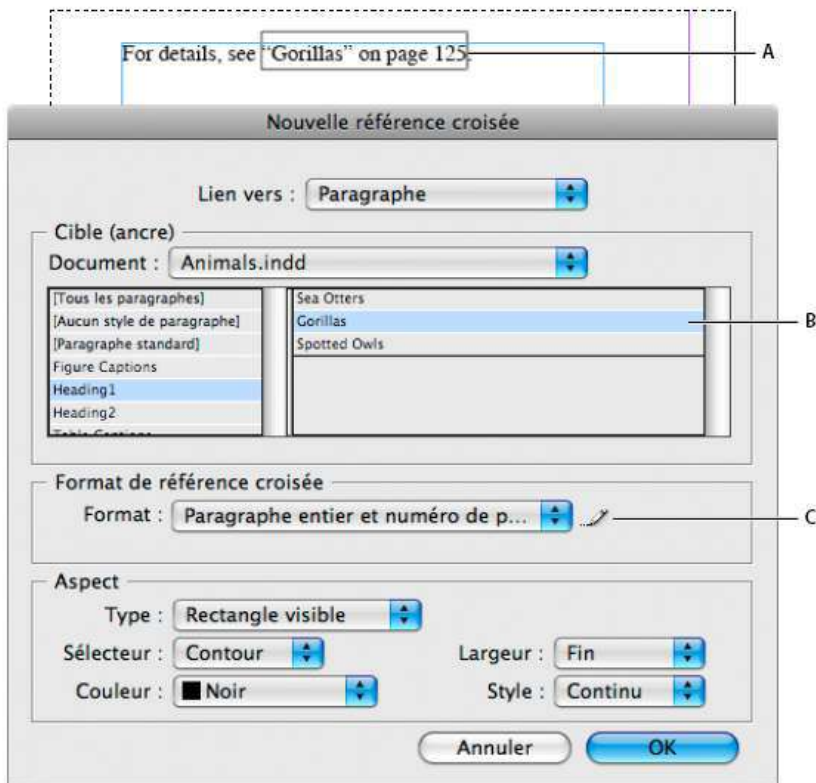 For details, see “Gorillas” on page 125.
A
Nouvelle référence croisée
Lien vers : Paragraphe
Cible (ancre)
Document : Animals.indd
[Tous les paragraphes]
[Aucun style de paragraphe]
[Paragraphe standard]
Figure Captions
Heading1
Heading2
Table Captions
Sea Otters
Gorillas
Spotted Owls
B
Format de référence croisée
Format : Paragraphe entier et numéro de p...
C
Aspect
Type : Rectangle visible
Sélecteur : Contour
Largeur : Fin
Couleur : Noir
Style : Continu
Annuler
OK